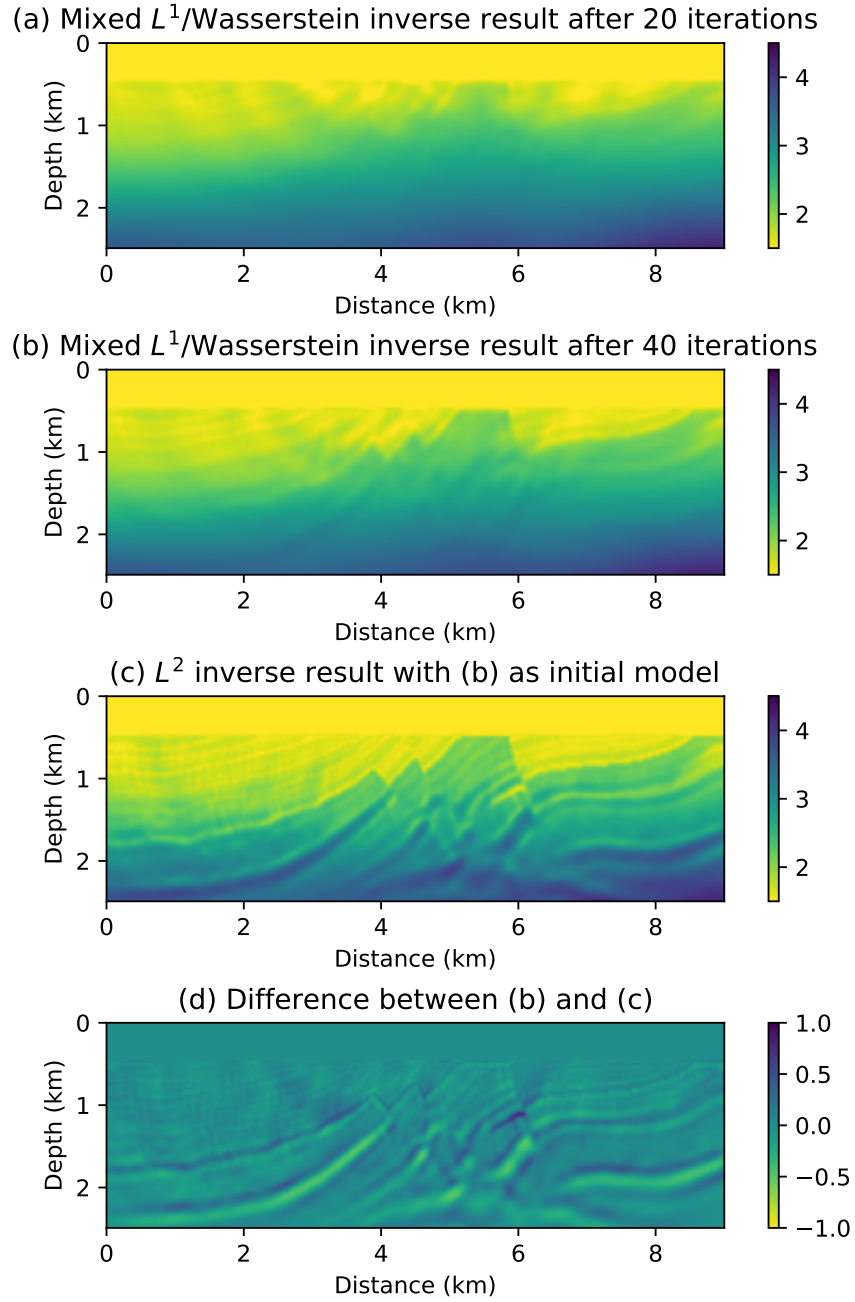 (a) Mixed L¹/Wasserstein inverse result after 20 iterations
0
1
2
Depth (km)
0 2 4 6 8
Distance (km)
4
3
2
(b) Mixed L¹/Wasserstein inverse result after 40 iterations
0
1
2
Depth (km)
0 2 4 6 8
Distance (km)
4
3
2
(c) L² inverse result with (b) as initial model
0
1
2
Depth (km)
0 2 4 6 8
Distance (km)
4
3
2
(d) Difference between (b) and (c)
0
1
2
Depth (km)
0 2 4 6 8
Distance (km)
1.0
0.5
0.0
−0.5
−1.0